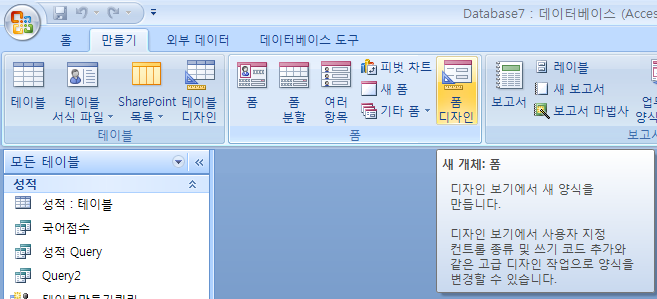 Database7 : 데이터베이스 (Acces
홈 만들기 외부 데이터 데이터베이스 도구
테이블 테이블 서식 파일 SharePoint 목록 테이블 디자인
테이블
폼 폼 분할 여러 항목 피벗 차트 새 폼 기타 폼 폼 디자인
폼
보고서 레이블 새 보고서 보고서 마법사
보고
모든 테이블
성적
성적 : 테이블
국어점수
성적 Query
Query2
새 개체: 폼
디자인 보기에서 새 양식을
만듭니다.
디자인 보기에서 사용자 지정
컨트롤 종류 및 쓰기 코드 추가와
같은 고급 디자인 작업으로 양식을
변경할 수 있습니다.